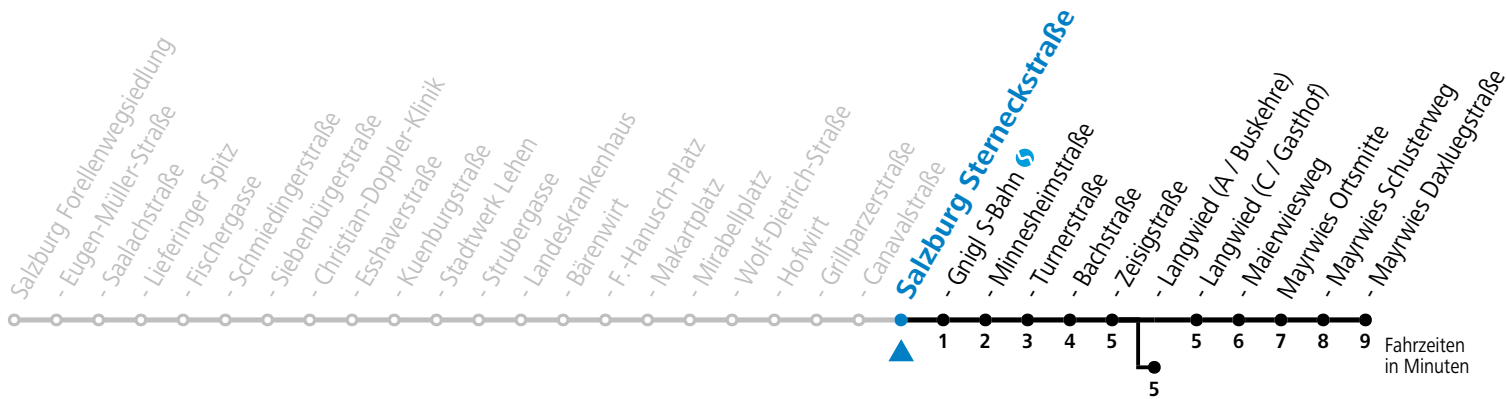 Salzburg Forellenwegsiedlung
- Eugen-Müller-Straße
- Saalachstraße
- Lieferinger Spitz
- Fischergasse
- Schmiedingerstraße
- Siebenbürgerstraße
- Christian-Doppler-Klinik
- Esshaverstraße
- Kuenburgstraße
- Stadtwerk Lehen
- Strubergasse
- Landeskrankenhaus
- Bärenwirt
- F.-Hanusch-Platz
- Makartplatz
- Mirabellplatz
- Wolf-Dietrich-Straße
- Hofwirt
- Grillparzerstraße
- Canavalstraße
Salzburg Sterneckstraße
- Gnigl S-Bahn
- Minnesheimstraße
- Turnerstraße
- Bachstraße
- Zeisigstraße
- Langwied (A / Buskehre)
- Langwied (C / Gasthof)
- Maierwiesweg
Mayrwies Ortsmitte
- Mayrwies Schusterweg
- Mayrwies Daxluegstraße
1 2 3 4 5 5 6 7 8 9
5
Fahrzeiten
in Minuten